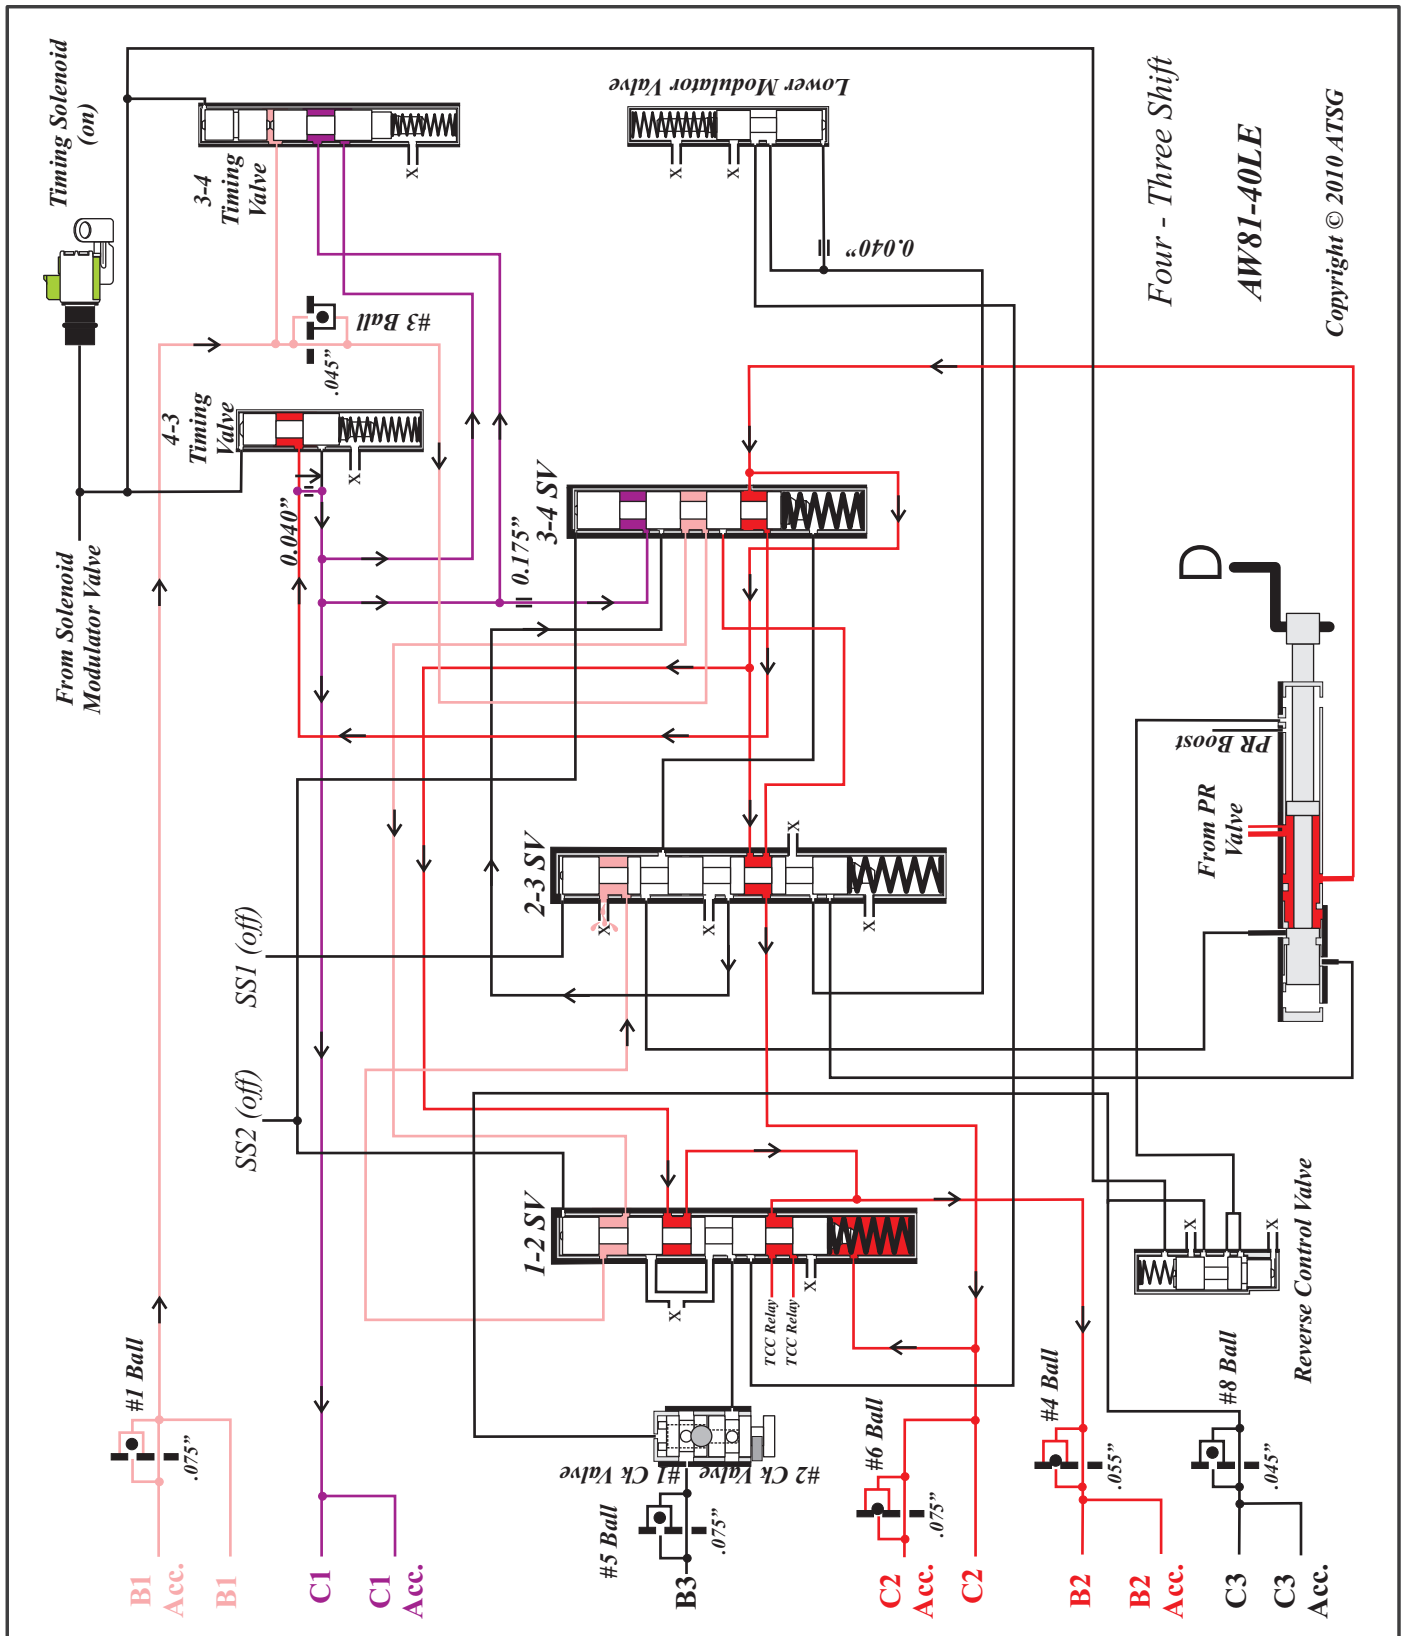 Timing Solenoid
(on)
3-4
Timing
Valve
X
Lower Modulator Valve
X
X
0.040”
Four - Three Shift
AW81-40LE
Copyright © 2010 ATSG
#3 Ball
.045”
4-3
Timing
Valve
X
0.040”
From Solenoid
Modulator Valve
3-4 SV
0.175”
D
PR Boost
From PR
Valve
2-3 SV
X
X
X
X
SS1 (off)
SS2 (off)
1-2 SV
X
X
TCC Relay
TCC Relay
X
X
Reverse Control Valve
#1 Ball
.075”
#1 Ck Valve
#2 Ck Valve
#5 Ball
.075”
#6 Ball
.075”
#4 Ball
.055”
#8 Ball
.045”
B1
Acc.
B1
C1
C1
Acc.
B3
C2
Acc.
C2
B2
B2
Acc.
C3
C3
Acc.